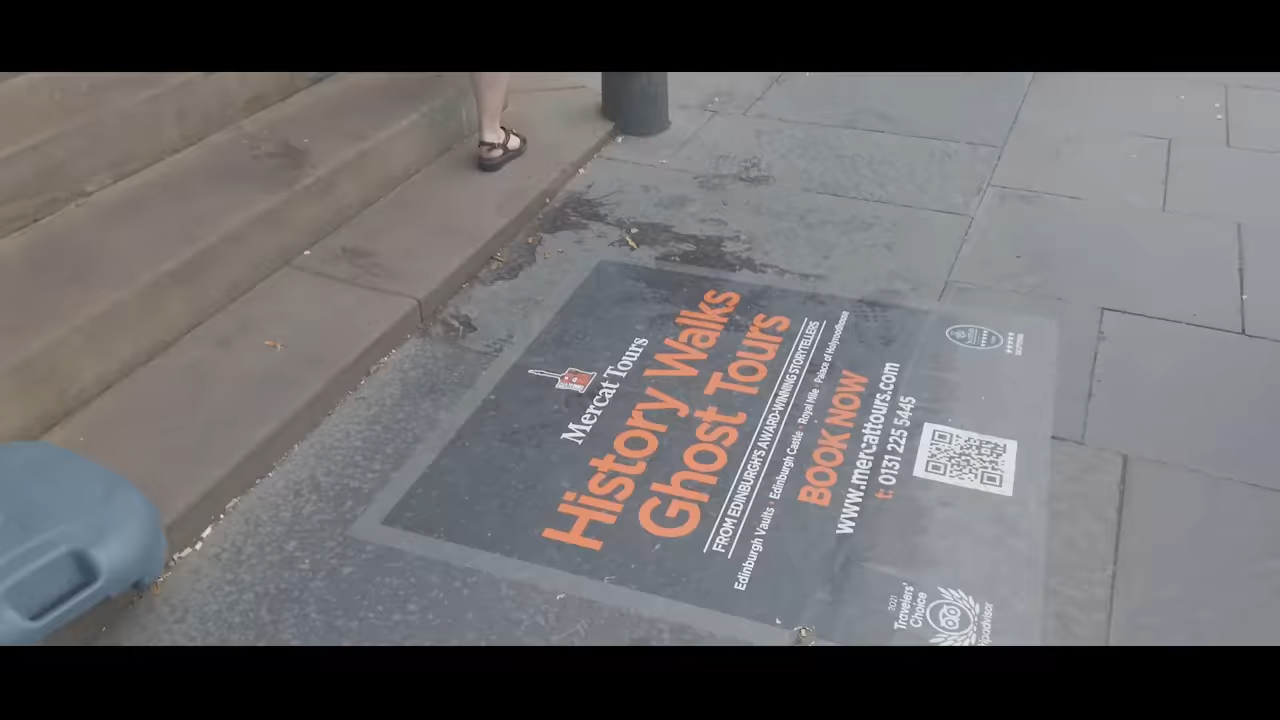 Mercat Tours
History Walks
Ghost Tours
FROM EDINBURGH'S AWARD-WINNING STORYTELLERS
Edinburgh Vaults · Edinburgh Castle · Royal Mile · Palace of Holyroodhouse
BOOK NOW
www.mercattours.com
t: 0131 225 5445
2021
Travelers'
Choice
Tripadvisor